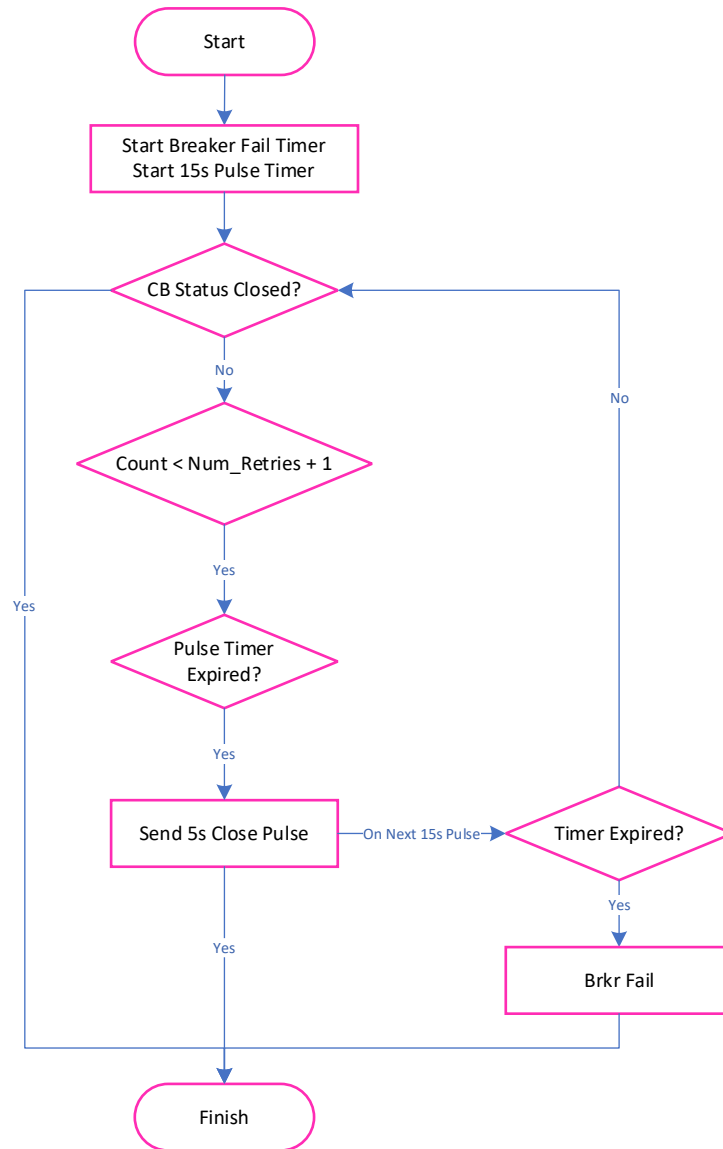 Start
Start Breaker Fail Timer
Start 15s Pulse Timer
CB Status Closed?
No
No
Count < Num_Retries + 1
Yes
Yes
Pulse Timer
Expired?
Yes
Send 5s Close Pulse
On Next 15s Pulse
Timer Expired?
Yes
Yes
Brkr Fail
Finish